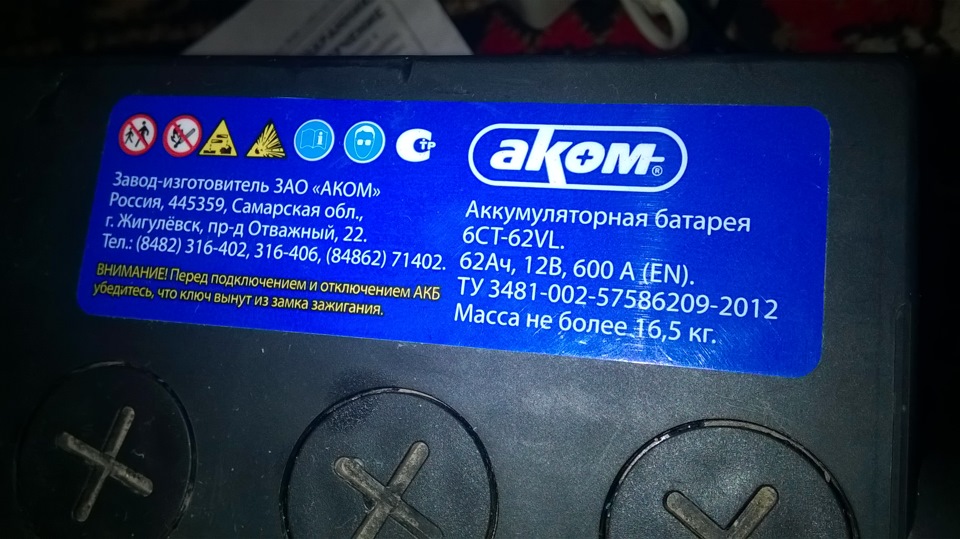 СТР
аком®
Завод-изготовитель ЗАО «АКОМ»
Россия, 445359, Самарская обл.,
г. Жигулёвск, пр-д Отважный, 22.
Тел.: (8482) 316-402, 316-406, (84862) 71402.
ВНИМАНИЕ! Перед подключением и отключением АКБ
убедитесь, что ключ вынут из замка зажигания.
Аккумуляторная батарея
6СТ-62VL.
62Ач, 12В, 600 А (EN).
ТУ 3481-002-57586209-2012
Масса не более 16,5 кг.